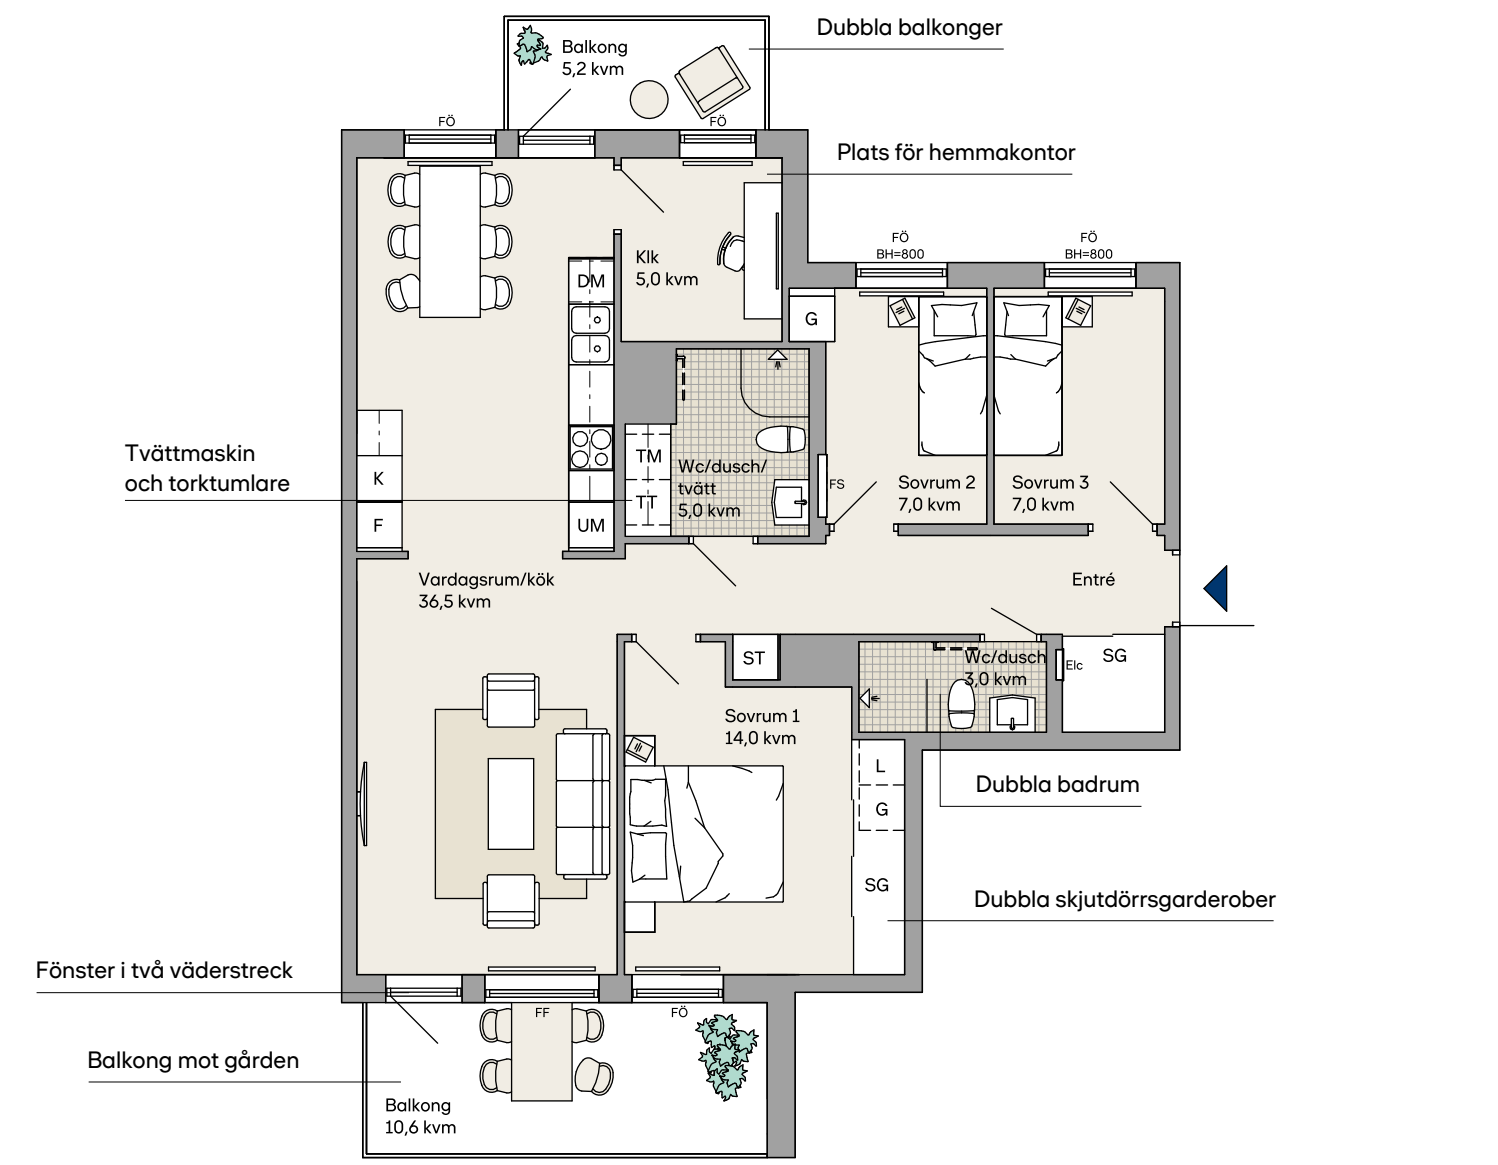 Dubbla balkonger
Balkong
5,2 kvm
FÖ
FÖ
Plats för hemmakontor
Klk
5,0 kvm
FÖ
BH=800
FÖ
BH=800
DM
G
Tvättmaskin
och torktumlare
K
F
UM
TM
TT
Wc/dusch/
tvätt
5,0 kvm
FS
Sovrum 2
7,0 kvm
Sovrum 3
7,0 kvm
Vardagsrum/kök
36,5 kvm
Entré
ST
Wc/dusch
3,0 kvm
Elc
SG
Sovrum 1
14,0 kvm
L
G
SG
Dubbla badrum
Dubbla skjutdörrsgarderober
Fönster i två väderstreck
FF
FÖ
Balkong mot gården
Balkong
10,6 kvm